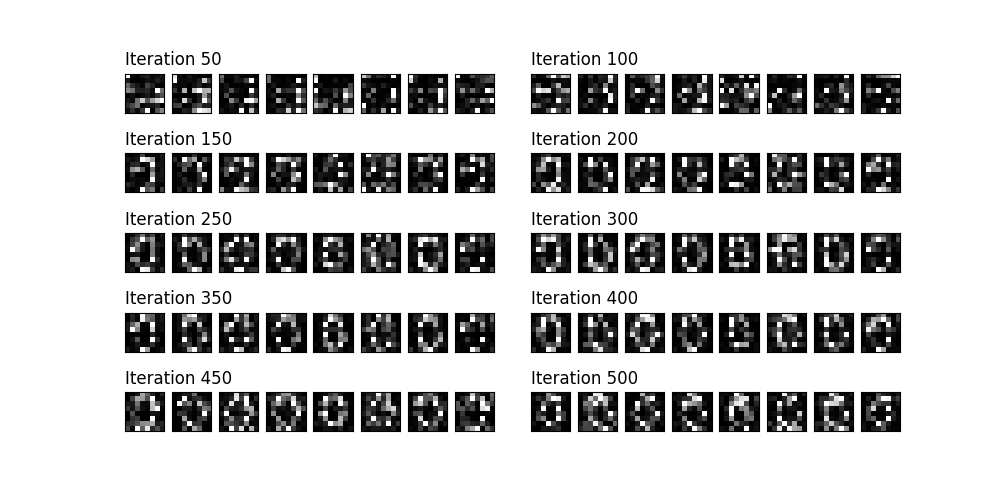 Iteration 50
Iteration 100
Iteration 150
Iteration 200
Iteration 250
Iteration 300
Iteration 350
Iteration 400
Iteration 450
Iteration 500